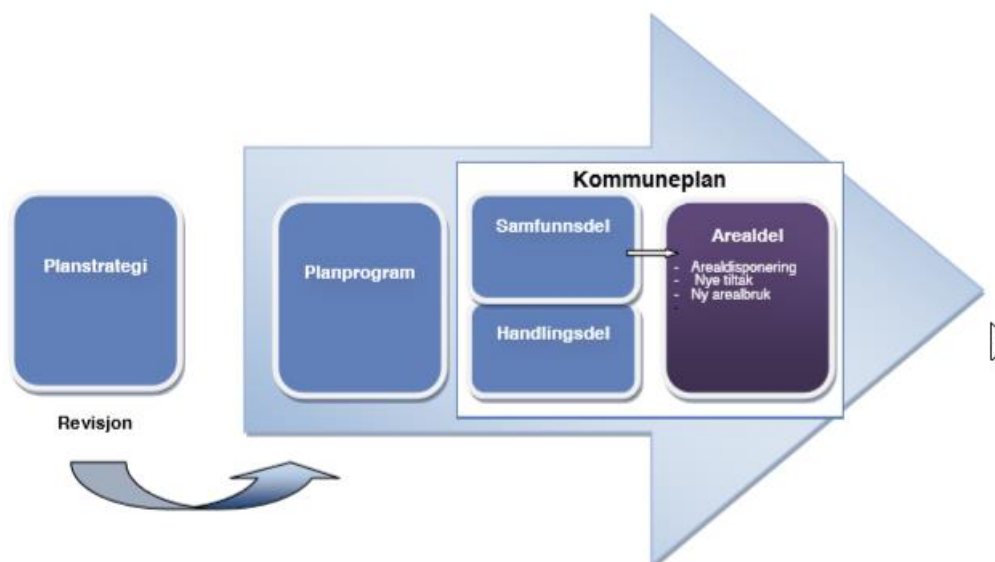 Planstrategi
Revisjon
Planprogram
Kommuneplan
Samfunnsdel
Handlingsdel
Arealdel
- Arealdisponering
- Nye tiltak
- Ny arealbruk
-